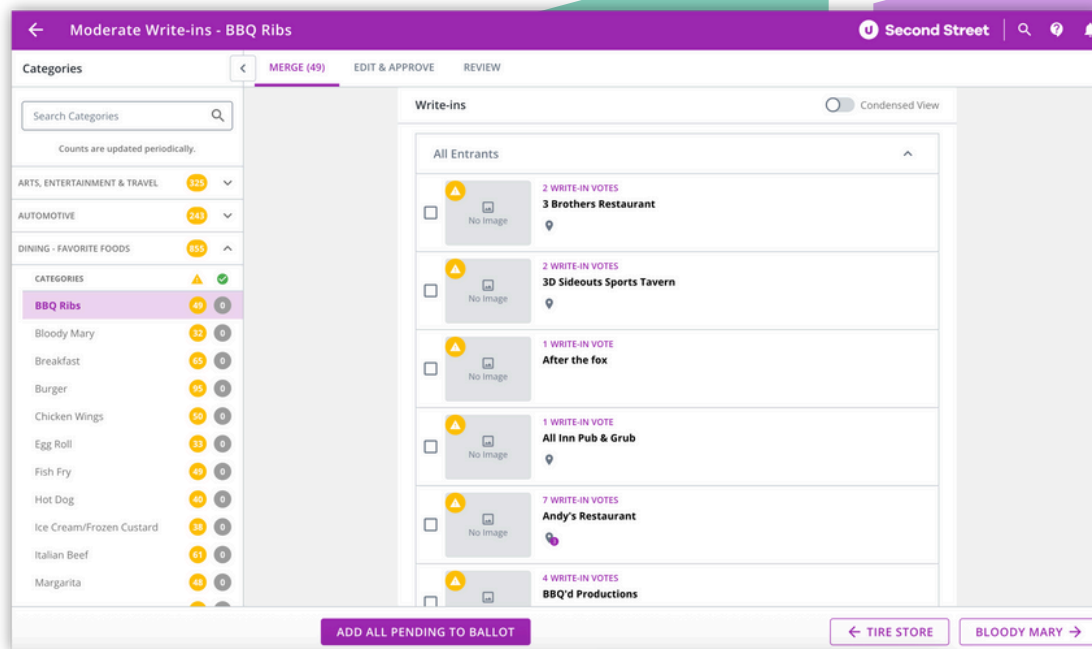 Moderate Write-ins - BBQ Ribs
Second Street
Categories
MERGE (49) EDIT & APPROVE REVIEW
Search Categories
Counts are updated periodically.
ARTS, ENTERTAINMENT & TRAVEL 325
AUTOMOTIVE 243
DINING - FAVORITE FOODS 855
CATEGORIES
BBQ Ribs 49 0
Bloody Mary 32 0
Breakfast 65 0
Burger 95 0
Chicken Wings 50 0
Egg Roll 33 0
Fish Fry 49 0
Hot Dog 40 0
Ice Cream/Frozen Custard 38 0
Italian Beef 61 0
Margarita 48 0
Write-ins
Condensed View
All Entrants
No Image
2 WRITE-IN VOTES
3 Brothers Restaurant
No Image
2 WRITE-IN VOTES
3D Sideouts Sports Tavern
No Image
1 WRITE-IN VOTE
After the fox
No Image
1 WRITE-IN VOTE
All Inn Pub & Grub
No Image
7 WRITE-IN VOTES
Andy's Restaurant
4 WRITE-IN VOTES
BBQ'd Productions
ADD ALL PENDING TO BALLOT
TIRE STORE
BLOODY MARY